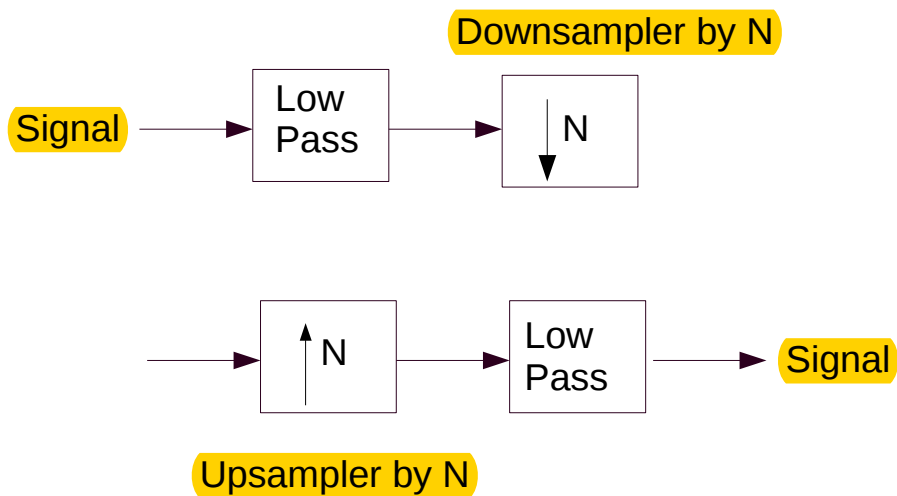 Downsampler by N
Signal
Low
Pass
N
N
Low
Pass
Signal
Upsampler by N